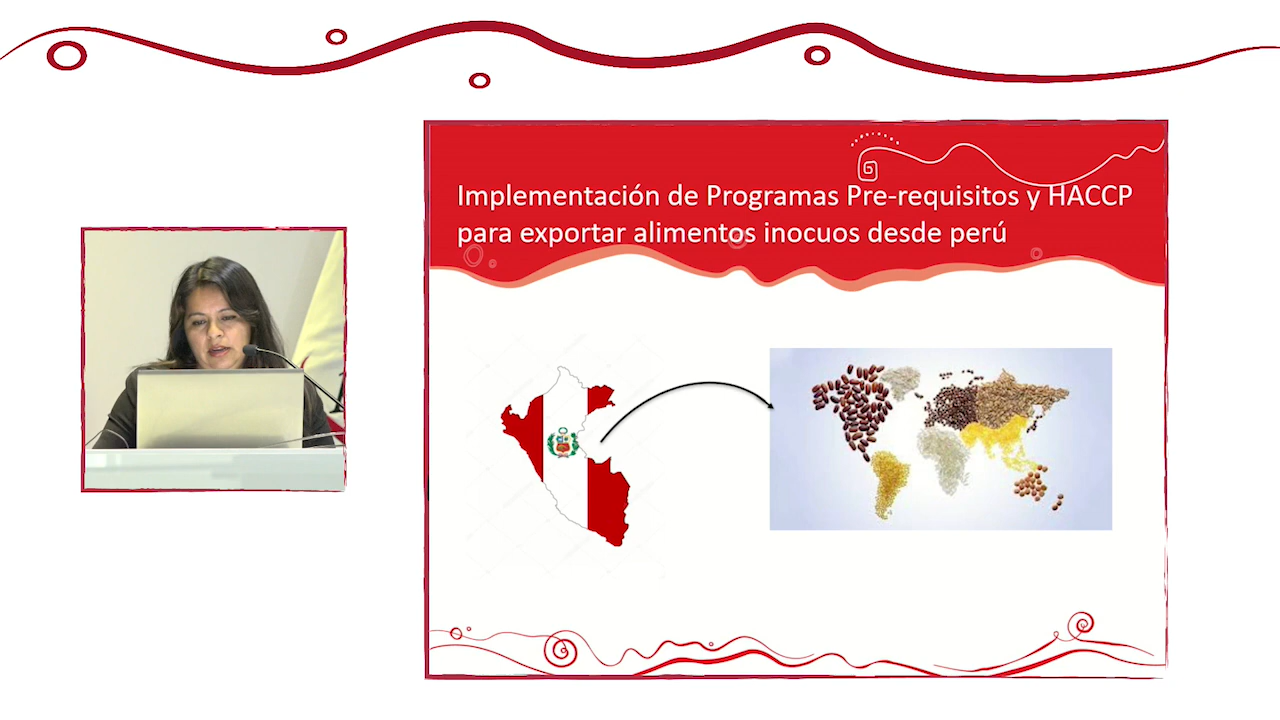 Implementación de Programas Pre-requisitos y HACCP
para exportar alimentos inocuos desde perú